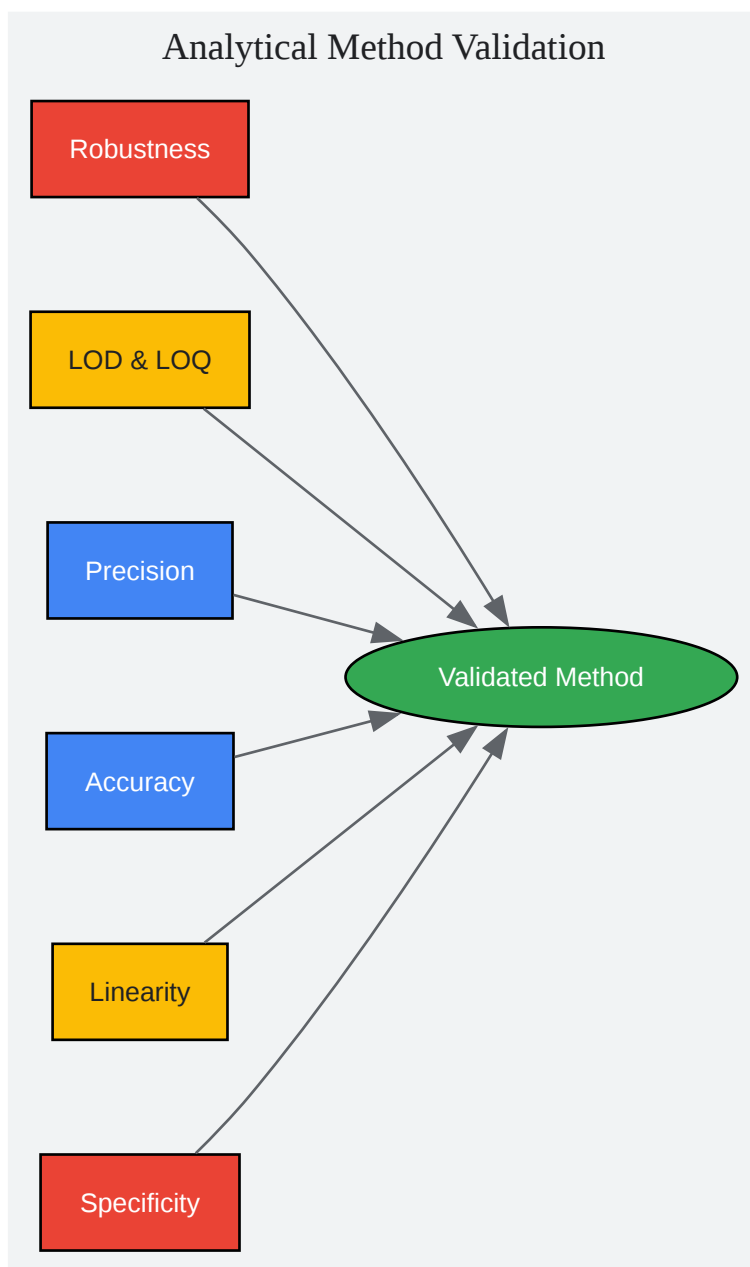 Analytical Method Validation
Robustness
LOD & LOQ
Precision
Validated Method
Accuracy
Linearity
Specificity